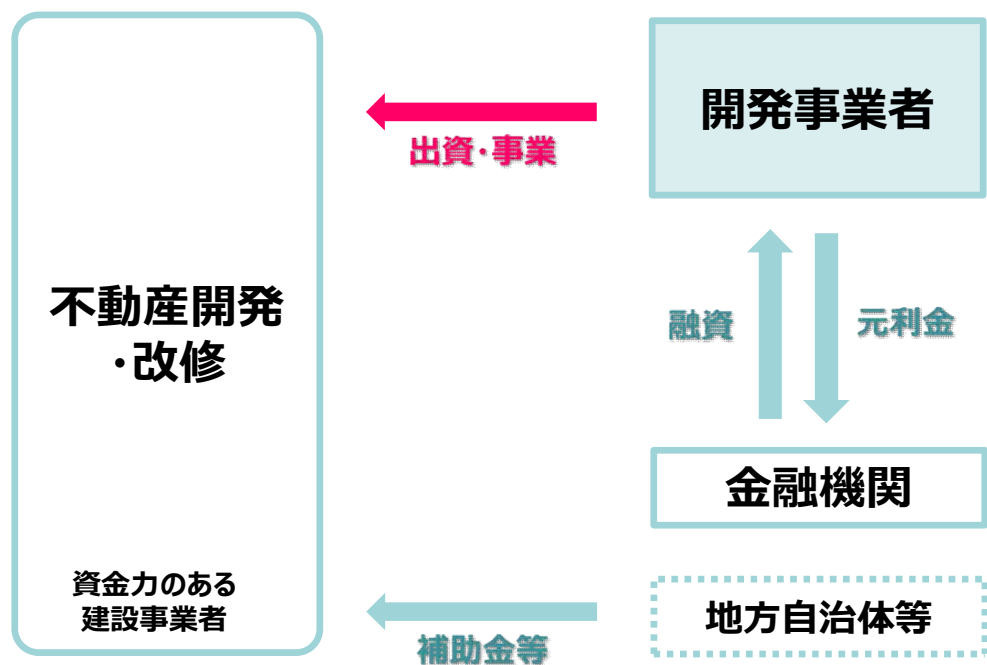 開発事業者
出資・事業
不動産開発
・改修
融資
元利金
金融機関
資金力のある
建設事業者
地方自治体等
補助金等